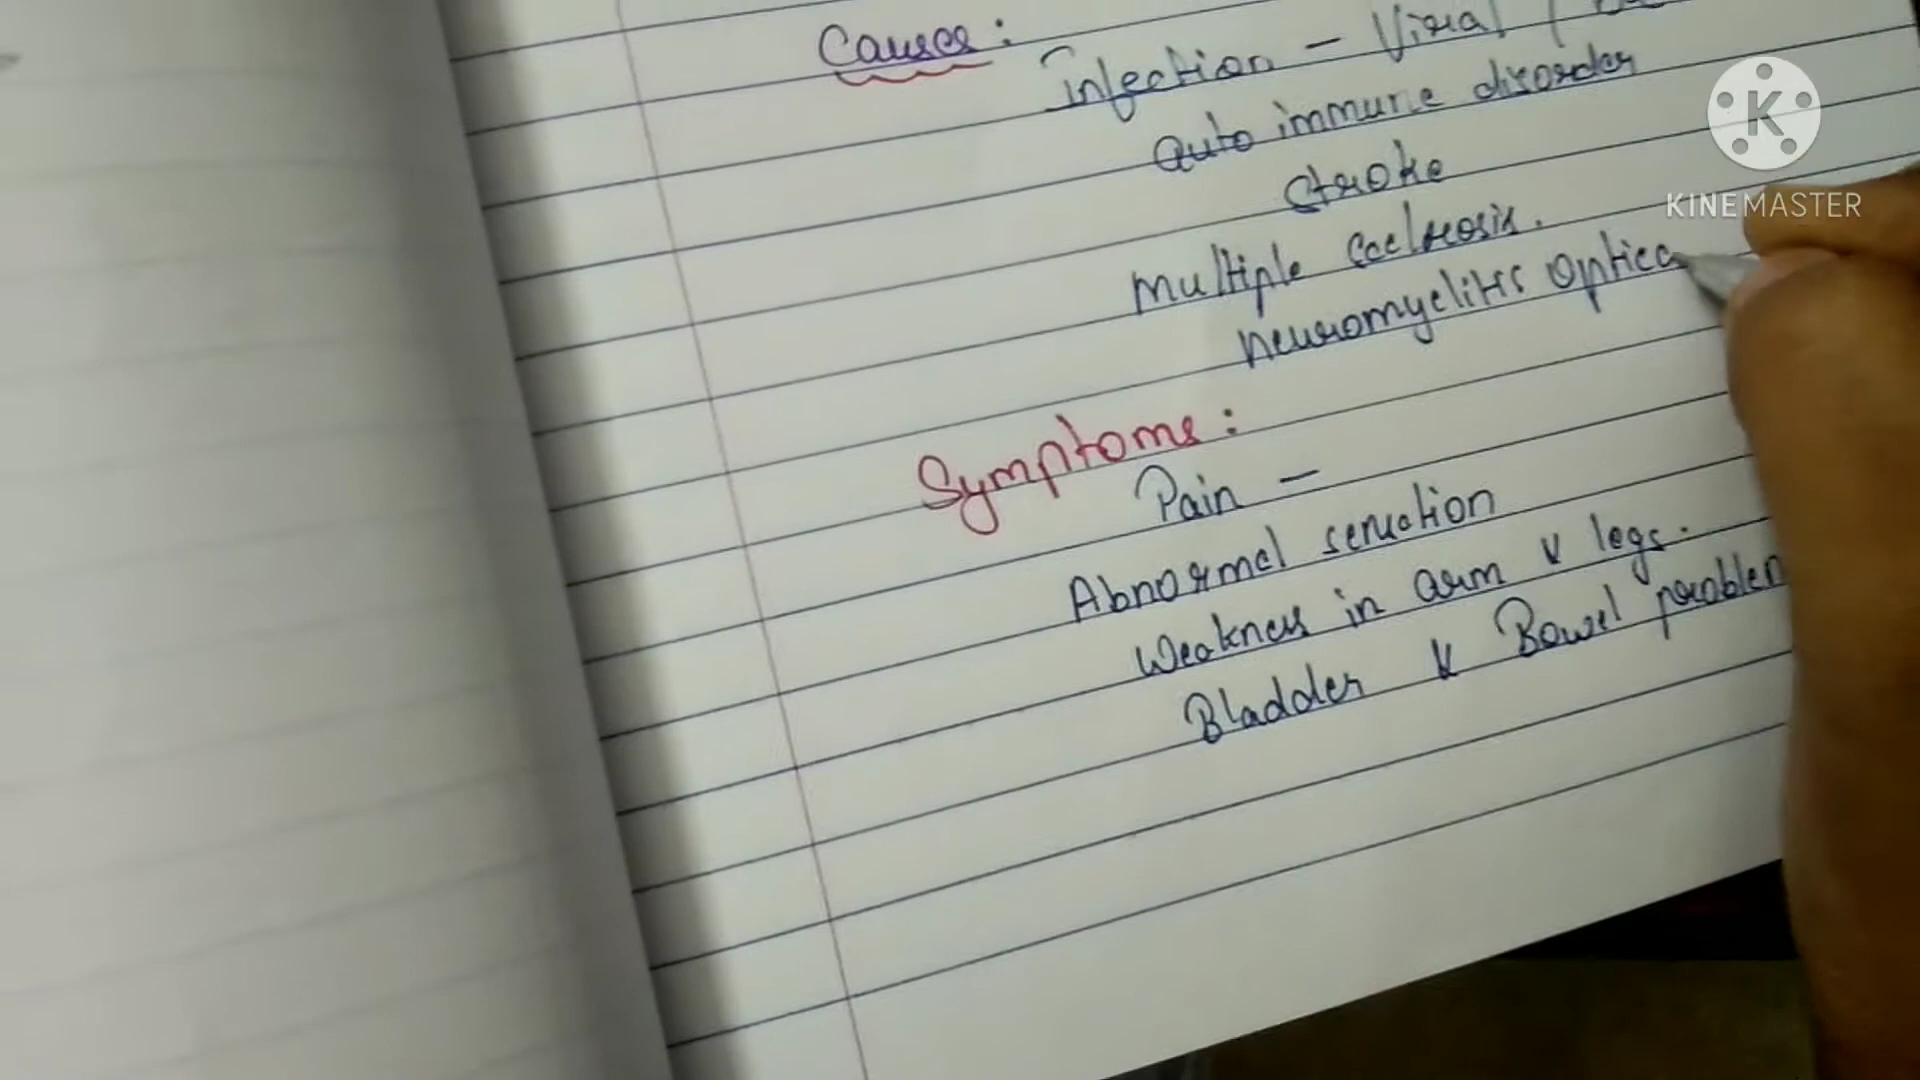 Causes :
infection - Viral /
auto immune disorder
Stroke
multiple Scelrosis.
neuromyelitis Optica
Symptoms :
Pain -
Abnormal sensation
Weakness in arm & legs.
Bladder & Bowel problem
K
KINEMASTER